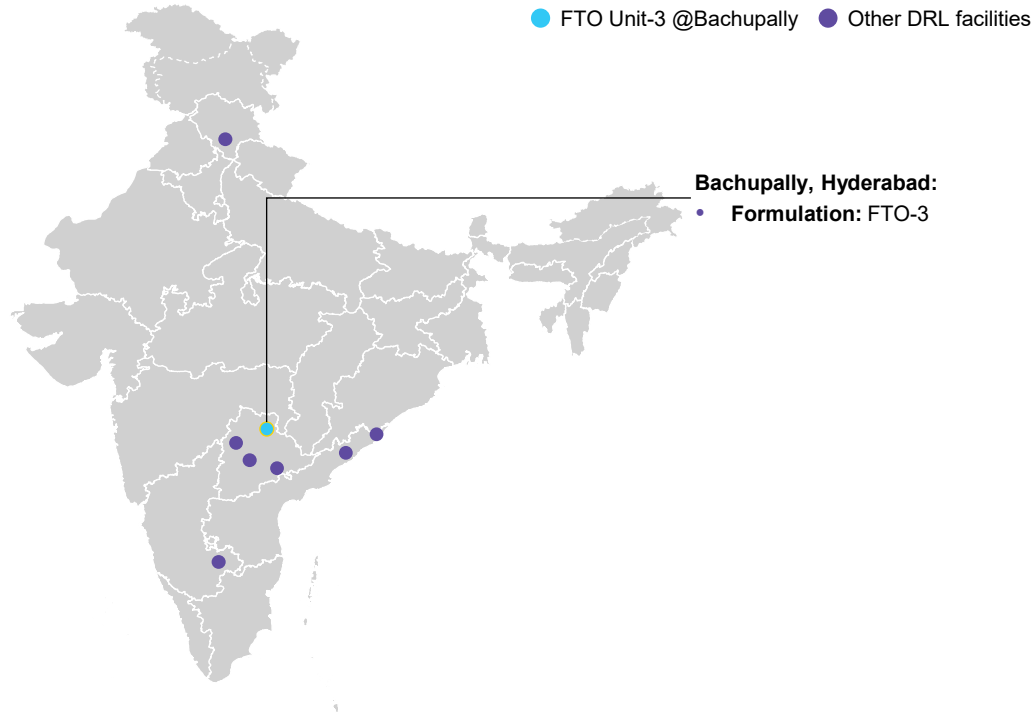 FTO Unit-3 @Bachupally
Other DRL facilities
Bachupally, Hyderabad:
• Formulation: FTO-3